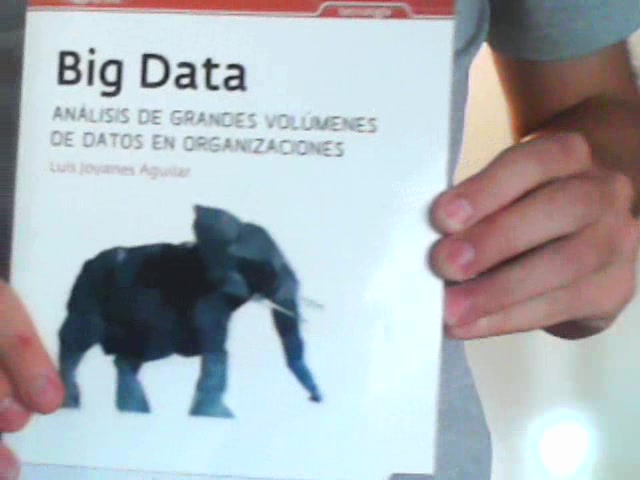 Big Data
ANÁLISIS DE GRANDES VOLÚMENES
DE DATOS EN ORGANIZACIONES
Luis Joyanes Aguilar